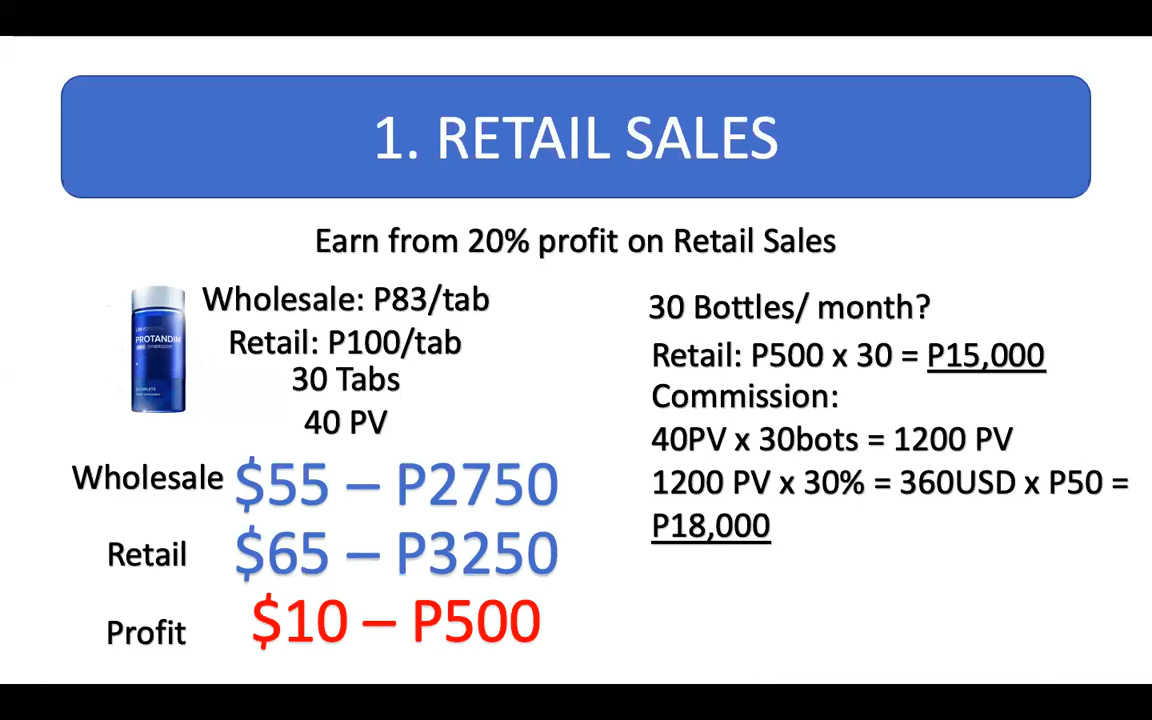 1. RETAIL SALES
Earn from 20% profit on Retail Sales
Wholesale: P83/tab
Retail: P100/tab
30 Tabs
40 PV
PROTANDIM
Wholesale $55 – P2750
Retail $65 – P3250
Profit $10 – P500
30 Bottles/ month?
Retail: P500 x 30 = P15,000
Commission:
40PV x 30bots = 1200 PV
1200 PV x 30% = 360USD x P50 =
P18,000